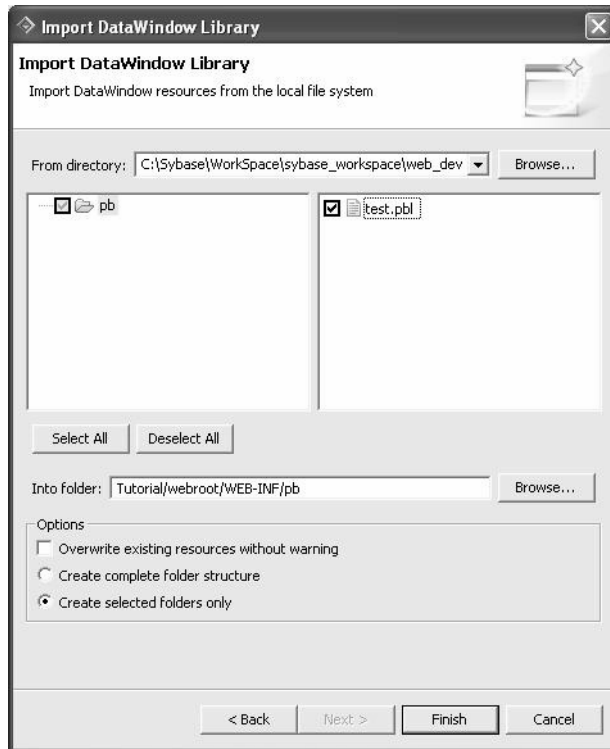 Import DataWindow Library
Import DataWindow Library
Import DataWindow resources from the local file system
From directory: C:\Sybase\WorkSpace\sybase_workspace\web_dev Browse...
pb test.pbl
Select All Deselect All
Into folder: Tutorial/webroot/WEB-INF/pb Browse...
Options
Overwrite existing resources without warning
Create complete folder structure
Create selected folders only
< Back Next > Finish Cancel